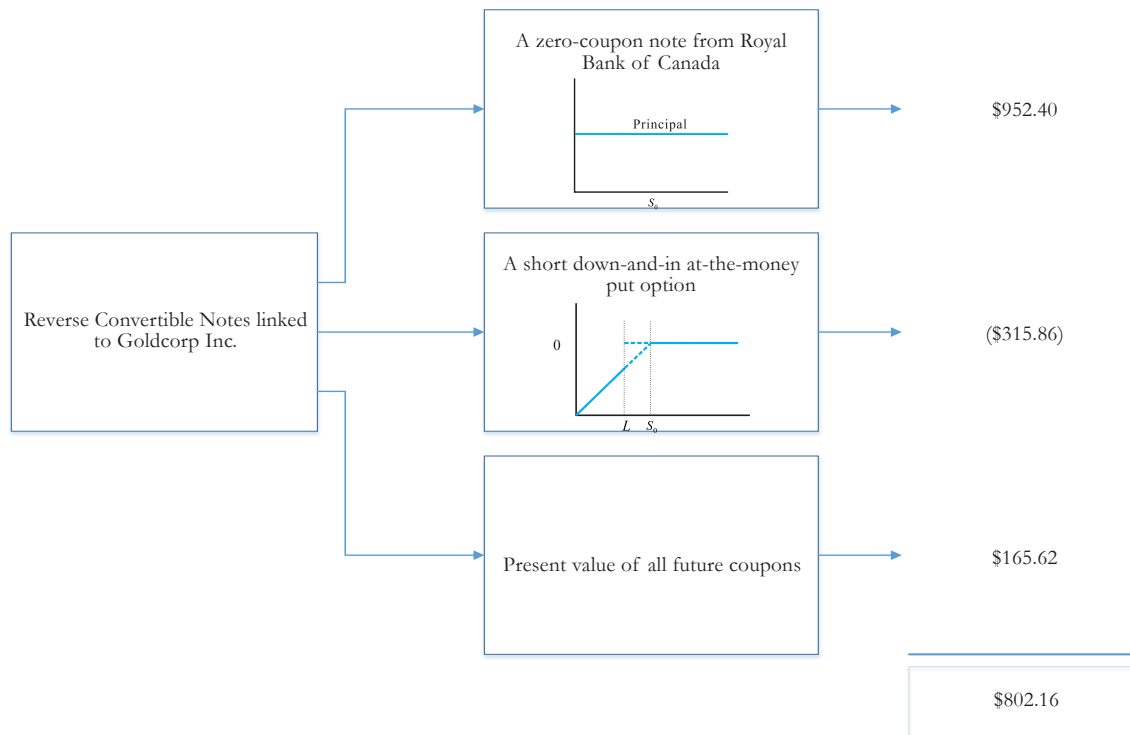 A zero-coupon note from Royal
Bank of Canada
Principal
S₀
$952.40
Reverse Convertible Notes linked
to Goldcorp Inc.
A short down-and-in at-the-money
put option
0
L S₀
($315.86)
Present value of all future coupons
$165.62
$802.16